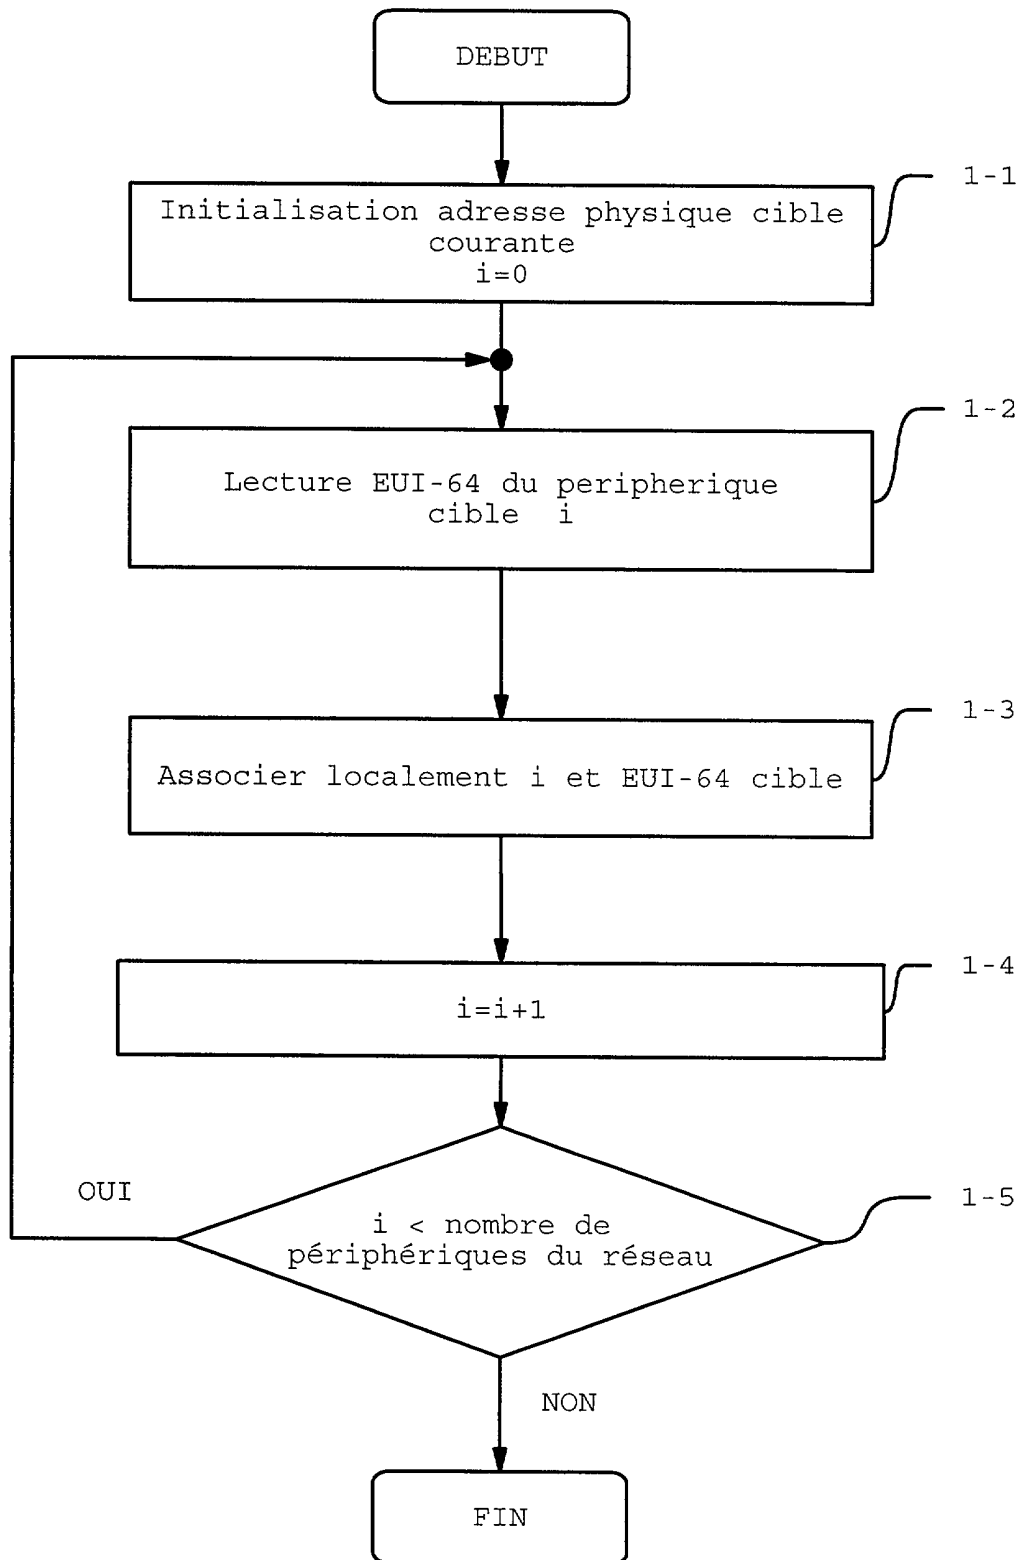 DEBUT
1-1
Initialisation adresse physique cible
courante
i=0
1-2
Lecture EUI-64 du peripherique
cible i
1-3
Associer localement i et EUI-64 cible
1-4
i=i+1
OUI
1-5
i < nombre de
périphériques du réseau
NON
FIN